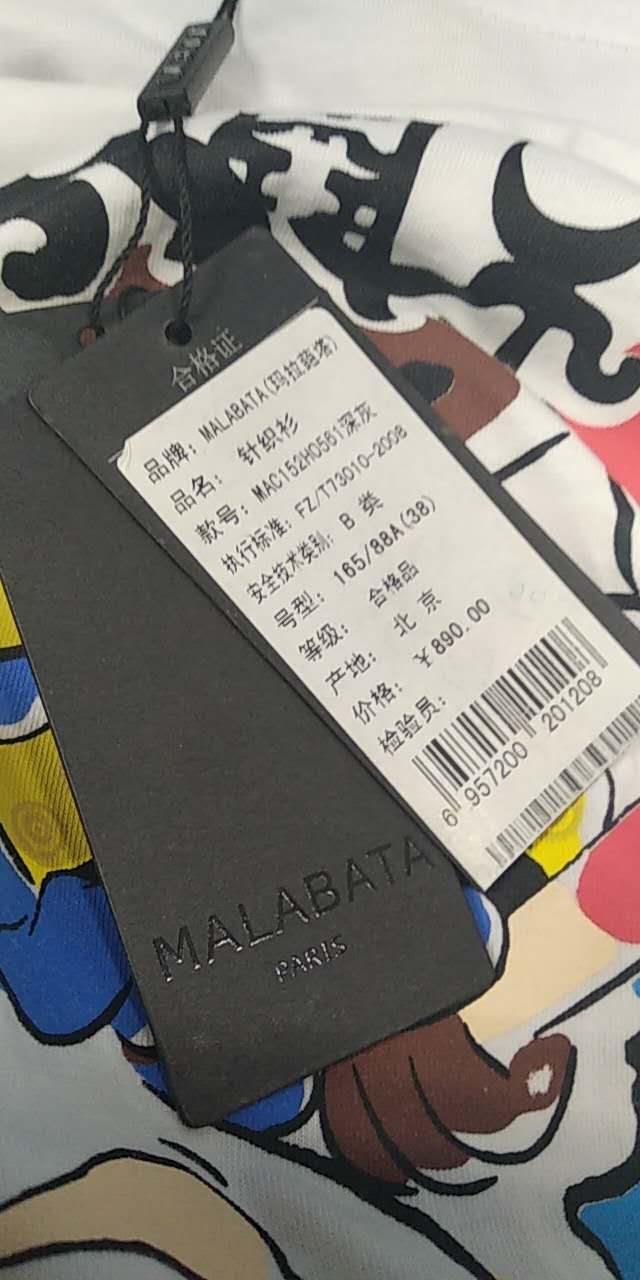 合格证
品牌: MALABATA(玛拉葩塔)
品名: 针织衫
款号: MAC152H0561深灰
执行标准: FZ/T73010-2008
安全技术类别: B 类
号型: 165/88A(38)
等级: 合格品
产地: 北京
价格: ¥890.00
检验员:
6 957200 201208
MALABATA
PARIS